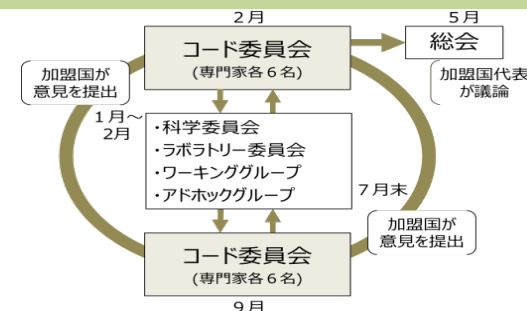 2月
5月
コード委員会
(専門家各6名)
総会
加盟国代表
が議論
加盟国が
意見を提出
1月～
2月
・科学委員会
・ラボラトリー委員会
・ワーキンググループ
・アドホックグループ
7月末
加盟国が
意見を提出
コード委員会
(専門家各6名)
9月